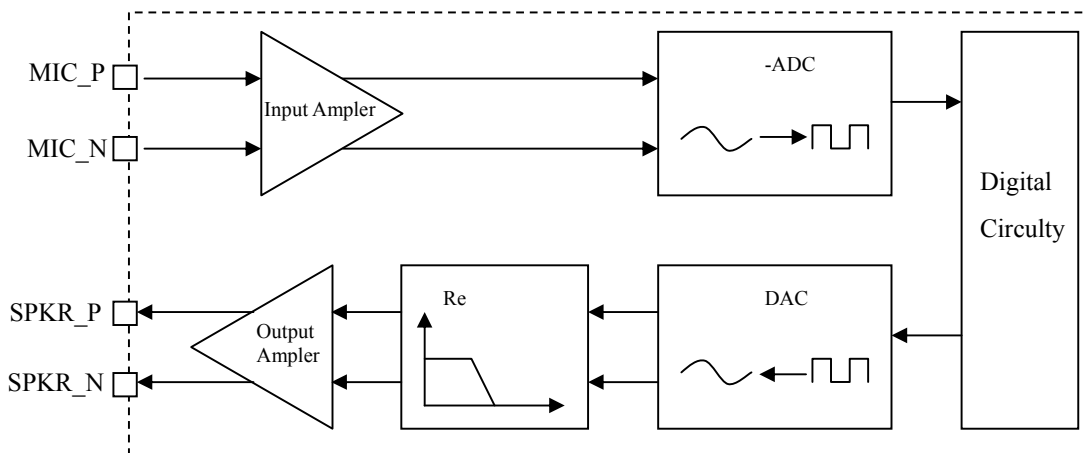 MIC_P
MIC_N
Input Ampler
-ADC
Digital
Circulty
SPKR_P
SPKR_N
Output
Ampler
Re
DAC